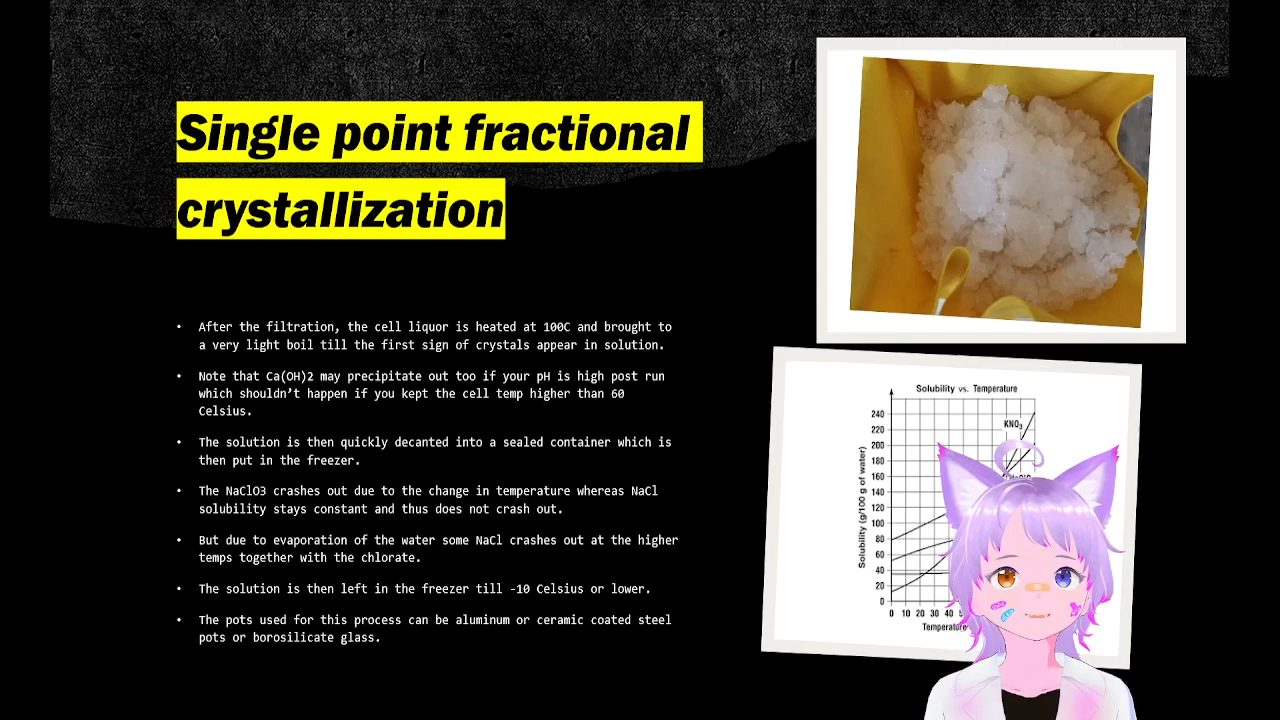 Single point fractional
crystallization
• After the filtration, the cell liquor is heated at 100C and brought to
a very light boil till the first sign of crystals appear in solution.
• Note that Ca(OH)2 may precipitate out too if your pH is high post run
which shouldn’t happen if you kept the cell temp higher than 60
Celsius.
• The solution is then quickly decanted into a sealed container which is
then put in the freezer.
• The NaClO3 crashes out due to the change in temperature whereas NaCl
solubility stays constant and thus does not crash out.
• But due to evaporation of the water some NaCl crashes out at the higher
temps together with the chlorate.
• The solution is then left in the freezer till -10 Celsius or lower.
• The pots used for this process can be aluminum or ceramic coated steel
pots or borosilicate glass.
Solubility vs. Temperature
KNO3
Solubility (g/100 g of water)
240
220
200
180
160
140
120
100
80
60
40
20
0
0 10 20 30 40
Temperature